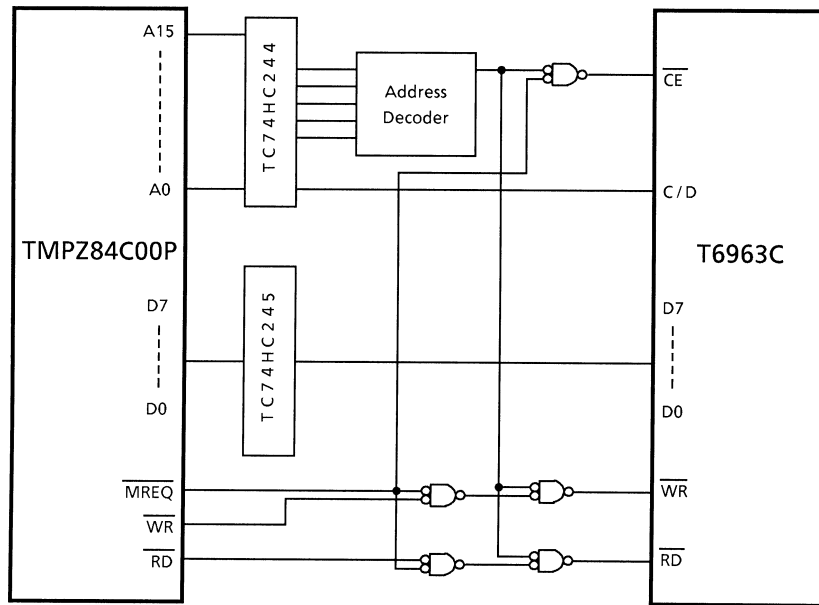 TMPZ84C00P
A15
A0
D7
D0
MREQ
WR
RD
TC74HC244
TC74HC245
Address
Decoder
T6963C
CE
C/D
D7
D0
WR
RD